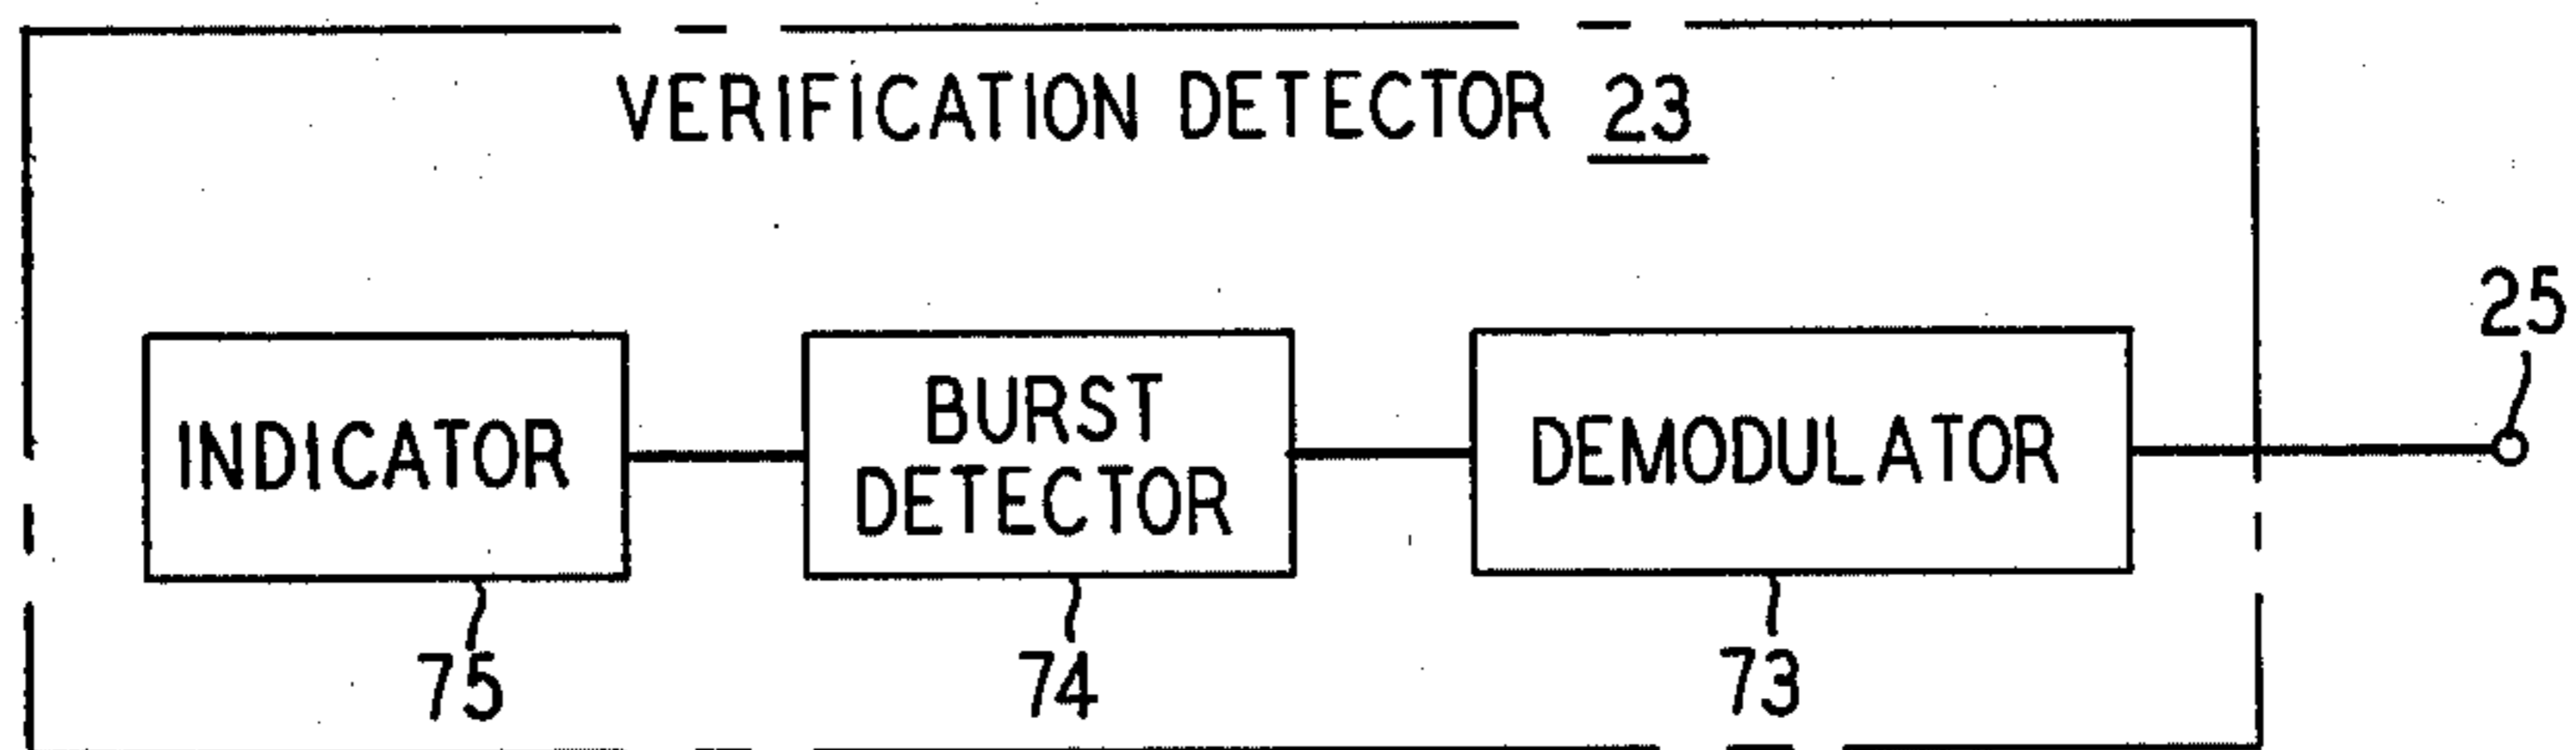 VERIFICATION DETECTOR 23
25
INDICATOR
BURST
DETECTOR
DEMODULATOR
75
74
73